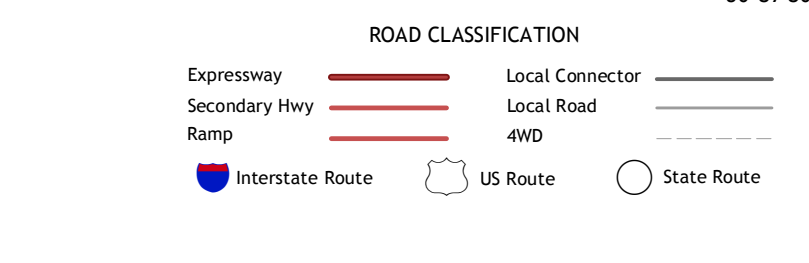 ROAD CLASSIFICATION
Expressway
Local Connector
Secondary Hwy
Local Road
Ramp
4WD
Interstate Route
US Route
State Route